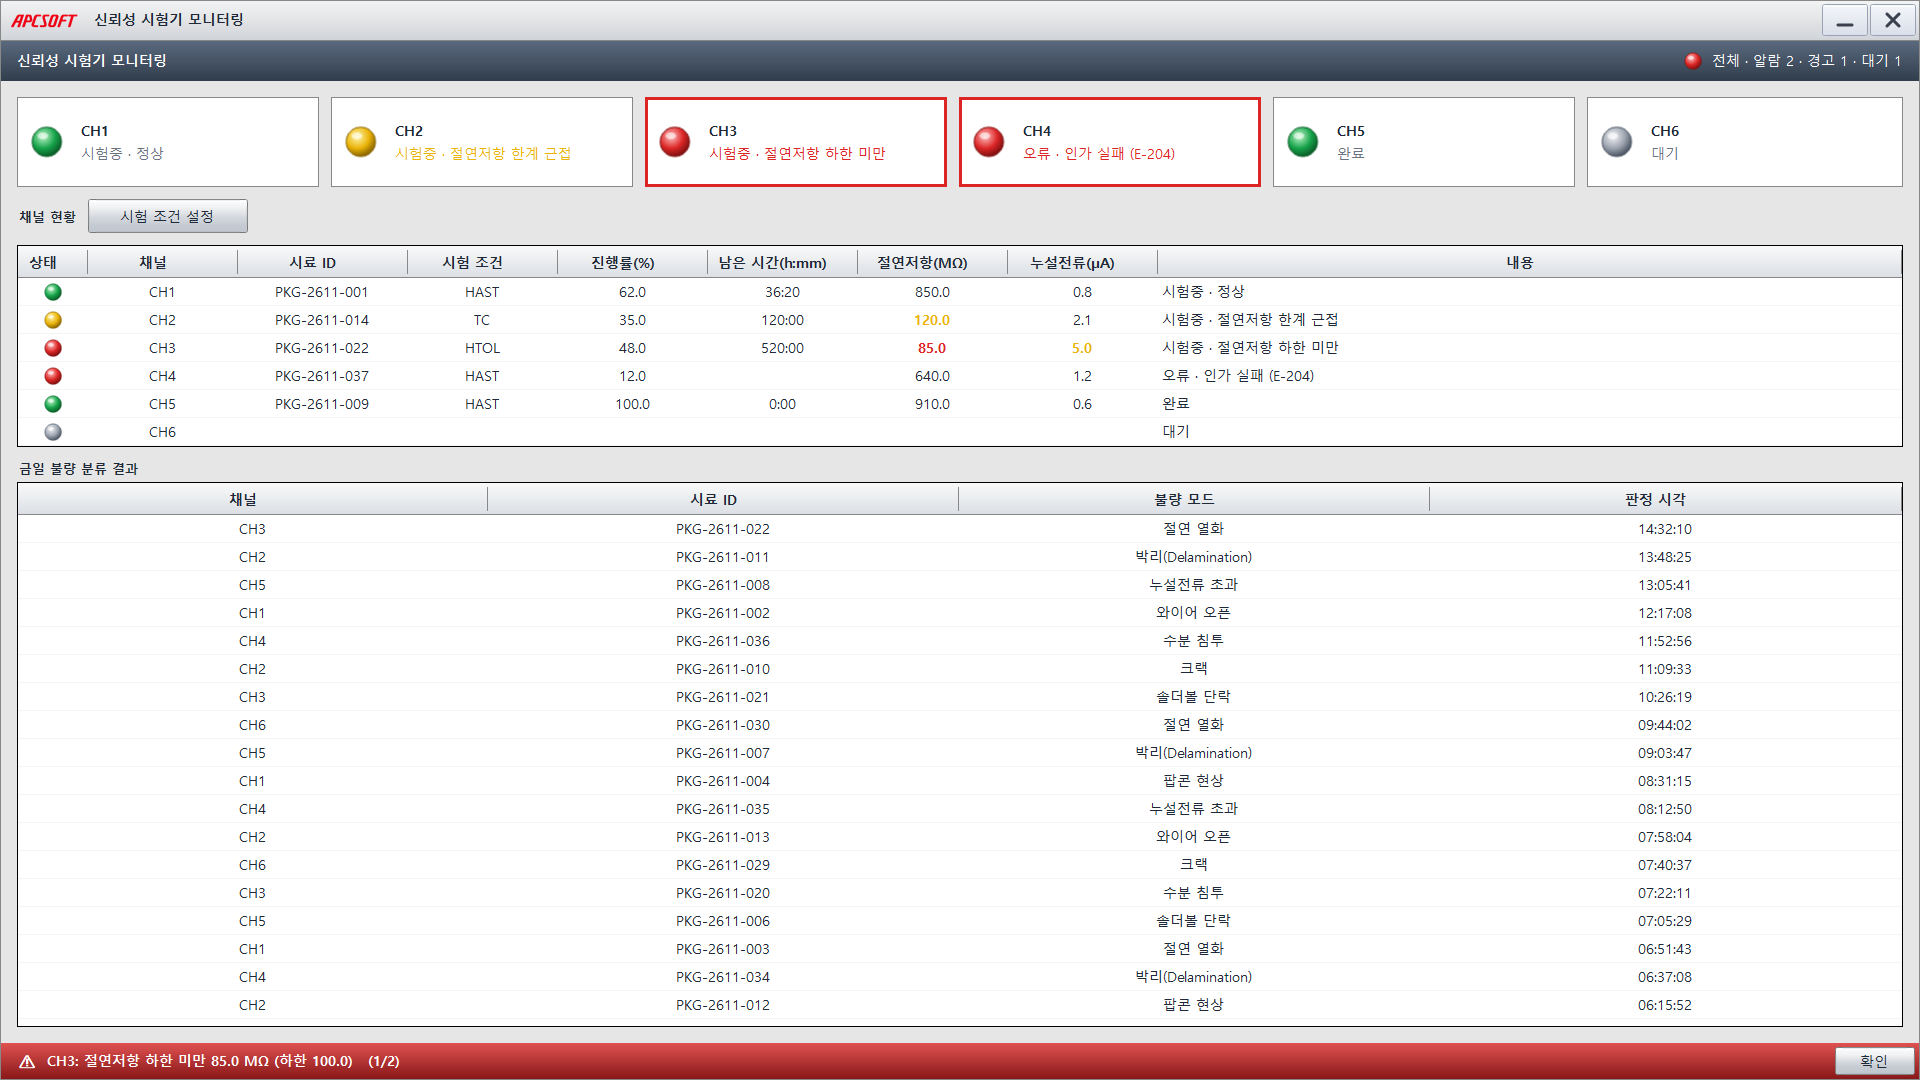 APCSOFT 신뢰성 시험기 모니터링
신뢰성 시험기 모니터링
전체 · 알람 2 · 경고 1 · 대기 1
CH1
시험중 · 정상
CH2
시험중 · 절연저항 한계 근접
CH3
시험중 · 절연저항 하한 미만
CH4
오류 · 인가 실패 (E-204)
CH5
완료
CH6
대기
채널 현황 시험 조건 설정
상태 채널 시료 ID 시험 조건 진행률(%) 남은 시간(h:mm) 절연저항(MΩ) 누설전류(μA) 내용
CH1 PKG-2611-001 HAST 62.0 36:20 850.0 0.8 시험중 · 정상
CH2 PKG-2611-014 TC 35.0 120:00 120.0 2.1 시험중 · 절연저항 한계 근접
CH3 PKG-2611-022 HTOL 48.0 520:00 85.0 5.0 시험중 · 절연저항 하한 미만
CH4 PKG-2611-037 HAST 12.0 640.0 1.2 오류 · 인가 실패 (E-204)
CH5 PKG-2611-009 HAST 100.0 0:00 910.0 0.6 완료
CH6 대기
금일 불량 분류 결과
채널 시료 ID 불량 모드 판정 시각
CH3 PKG-2611-022 절연 열화 14:32:10
CH2 PKG-2611-011 박리(Delamination) 13:48:25
CH5 PKG-2611-008 누설전류 초과 13:05:41
CH1 PKG-2611-002 와이어 오픈 12:17:08
CH4 PKG-2611-036 수분 침투 11:52:56
CH2 PKG-2611-010 크랙 11:09:33
CH3 PKG-2611-021 솔더볼 단락 10:26:19
CH6 PKG-2611-030 절연 열화 09:44:02
CH5 PKG-2611-007 박리(Delamination) 09:03:47
CH1 PKG-2611-004 팝콘 현상 08:31:15
CH4 PKG-2611-035 누설전류 초과 08:12:50
CH2 PKG-2611-013 와이어 오픈 07:58:04
CH6 PKG-2611-029 크랙 07:40:37
CH3 PKG-2611-020 수분 침투 07:22:11
CH5 PKG-2611-006 솔더볼 단락 07:05:29
CH1 PKG-2611-003 절연 열화 06:51:43
CH4 PKG-2611-034 박리(Delamination) 06:37:08
CH2 PKG-2611-012 팝콘 현상 06:15:52
CH3: 절연저항 하한 미만 85.0 MΩ (하한 100.0) (1/2) 확인